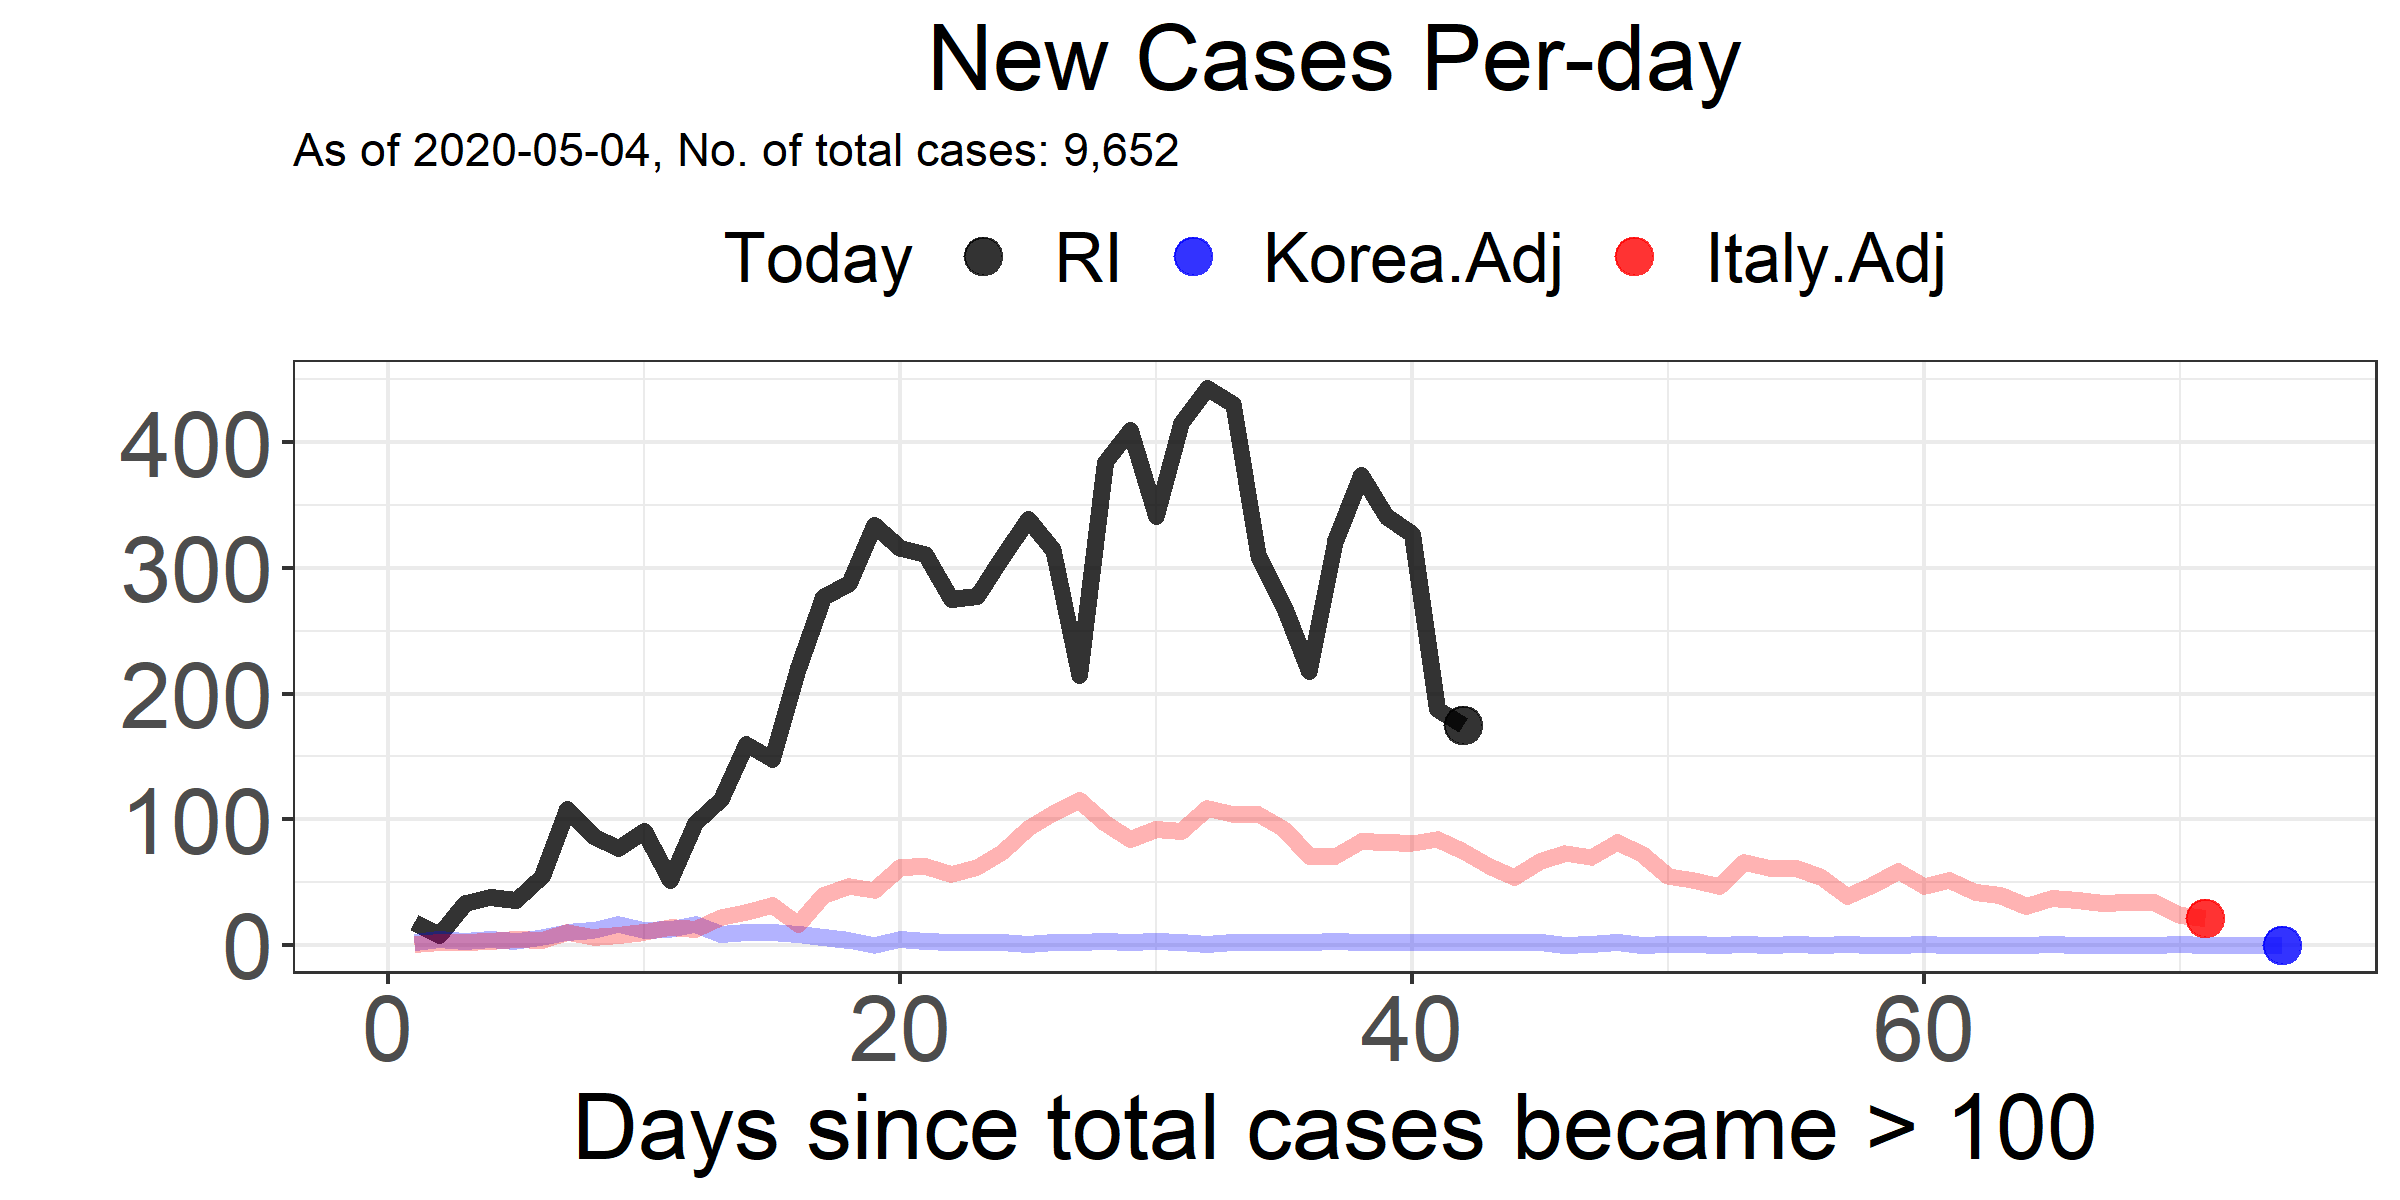 New Cases Per-day
As of 2020-05-04, No. of total cases: 9,652
Today RI Korea.Adj Italy.Adj
400
300
200
100
0
0 20 40 60
Days since total cases became > 100